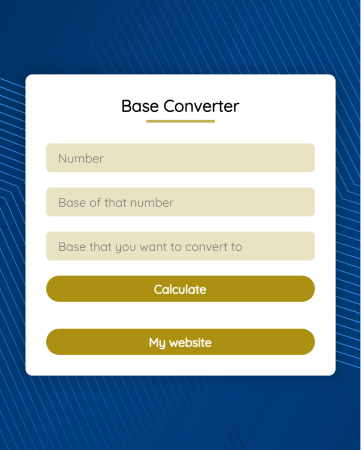 Base Converter
Number
Base of that number
Base that you want to convert to
Calculate
My website